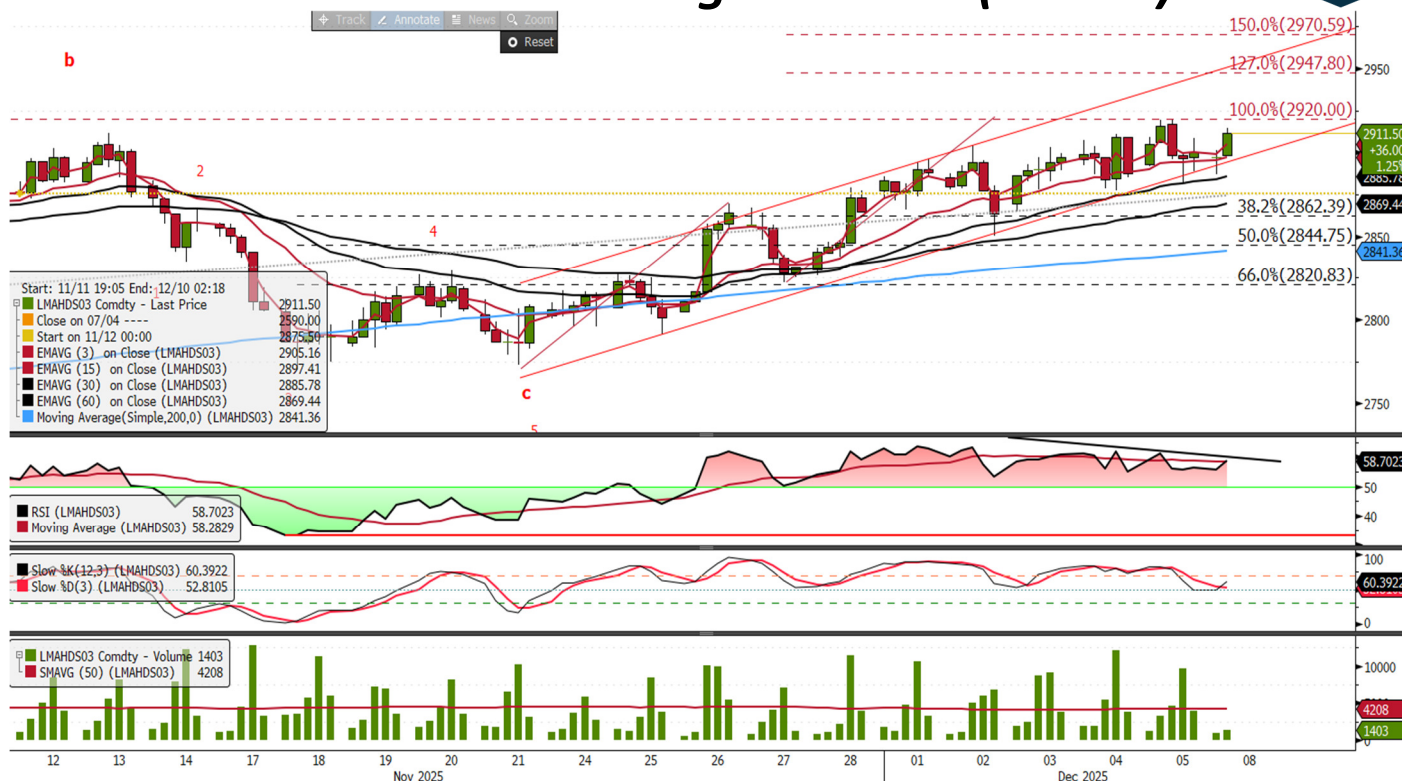 Track Annotate News Zoom
Reset
b
2
4
1
c
5
150.0%(2970.59)
127.0%(2947.80)
100.0%(2920.00)
38.2%(2862.39)
50.0%(2844.75)
66.0%(2820.83)
2950
2911.50
+36.00
1.25%
2885.78
2869.44
2850
2841.36
2800
2750
Start: 11/11 19:05 End: 12/10 02:18
LMAHDS03 Comdty - Last Price 2911.50
Close on 07/04 ---- 2590.00
Start on 11/12 00:00 2875.50
EMAVG (3) on Close (LMAHDS03) 2905.16
EMAVG (15) on Close (LMAHDS03) 2897.41
EMAVG (30) on Close (LMAHDS03) 2885.78
EMAVG (60) on Close (LMAHDS03) 2869.44
Moving Average(Simple,200,0) (LMAHDS03) 2841.36
RSI (LMAHDS03) 58.7023
Moving Average (LMAHDS03) 58.2829
58.7023
50
40
Slow %K(12,3) (LMAHDS03) 60.3922
Slow %D(3) (LMAHDS03) 52.8105
100
60.3922
0
LMAHDS03 Comdty - Volume 1403
SMAVG (50) (LMAHDS03) 4208
10000
4208
1403
0
12 13 14 17 18 19 20 21 24 25 26 27 28 01 02 03 04 05 08
Nov 2025 Dec 2025